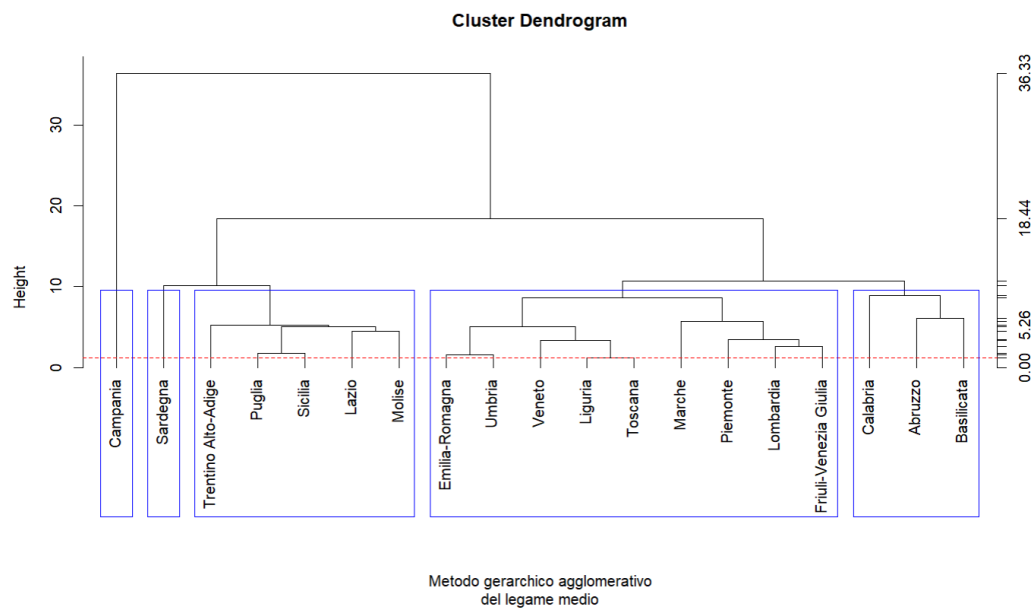 Cluster Dendrogram
Height
0
10
20
30
36.33
18.44
5.26
0.00
Campania
Sardegna
Trentino Alto-Adige
Puglia
Sicilia
Lazio
Molise
Emilia-Romagna
Umbria
Veneto
Liguria
Toscana
Marche
Piemonte
Lombardia
Friuli-Venezia Giulia
Calabria
Abruzzo
Basilicata
Metodo gerarchico agglomerativo
del legame medio